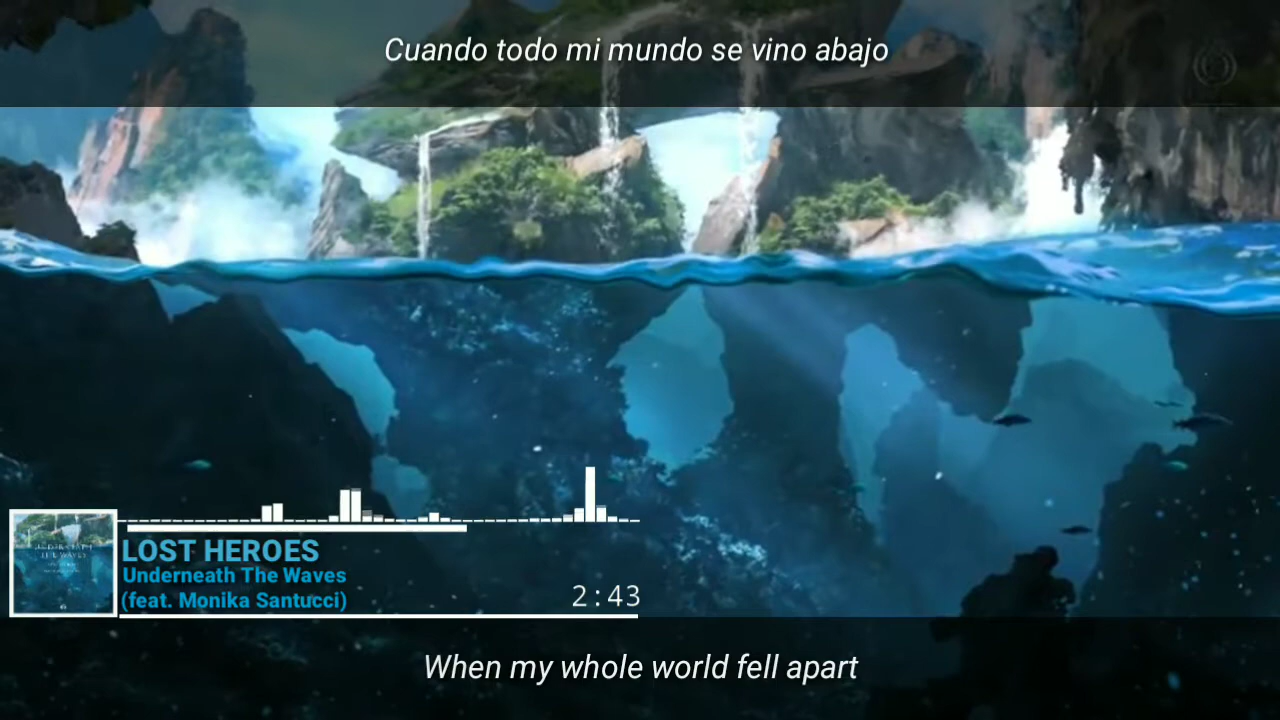 Cuando todo mi mundo se vino abajo
LOST HEROES
Underneath The Waves
(feat. Monika Santucci)
2:43
When my whole world fell apart